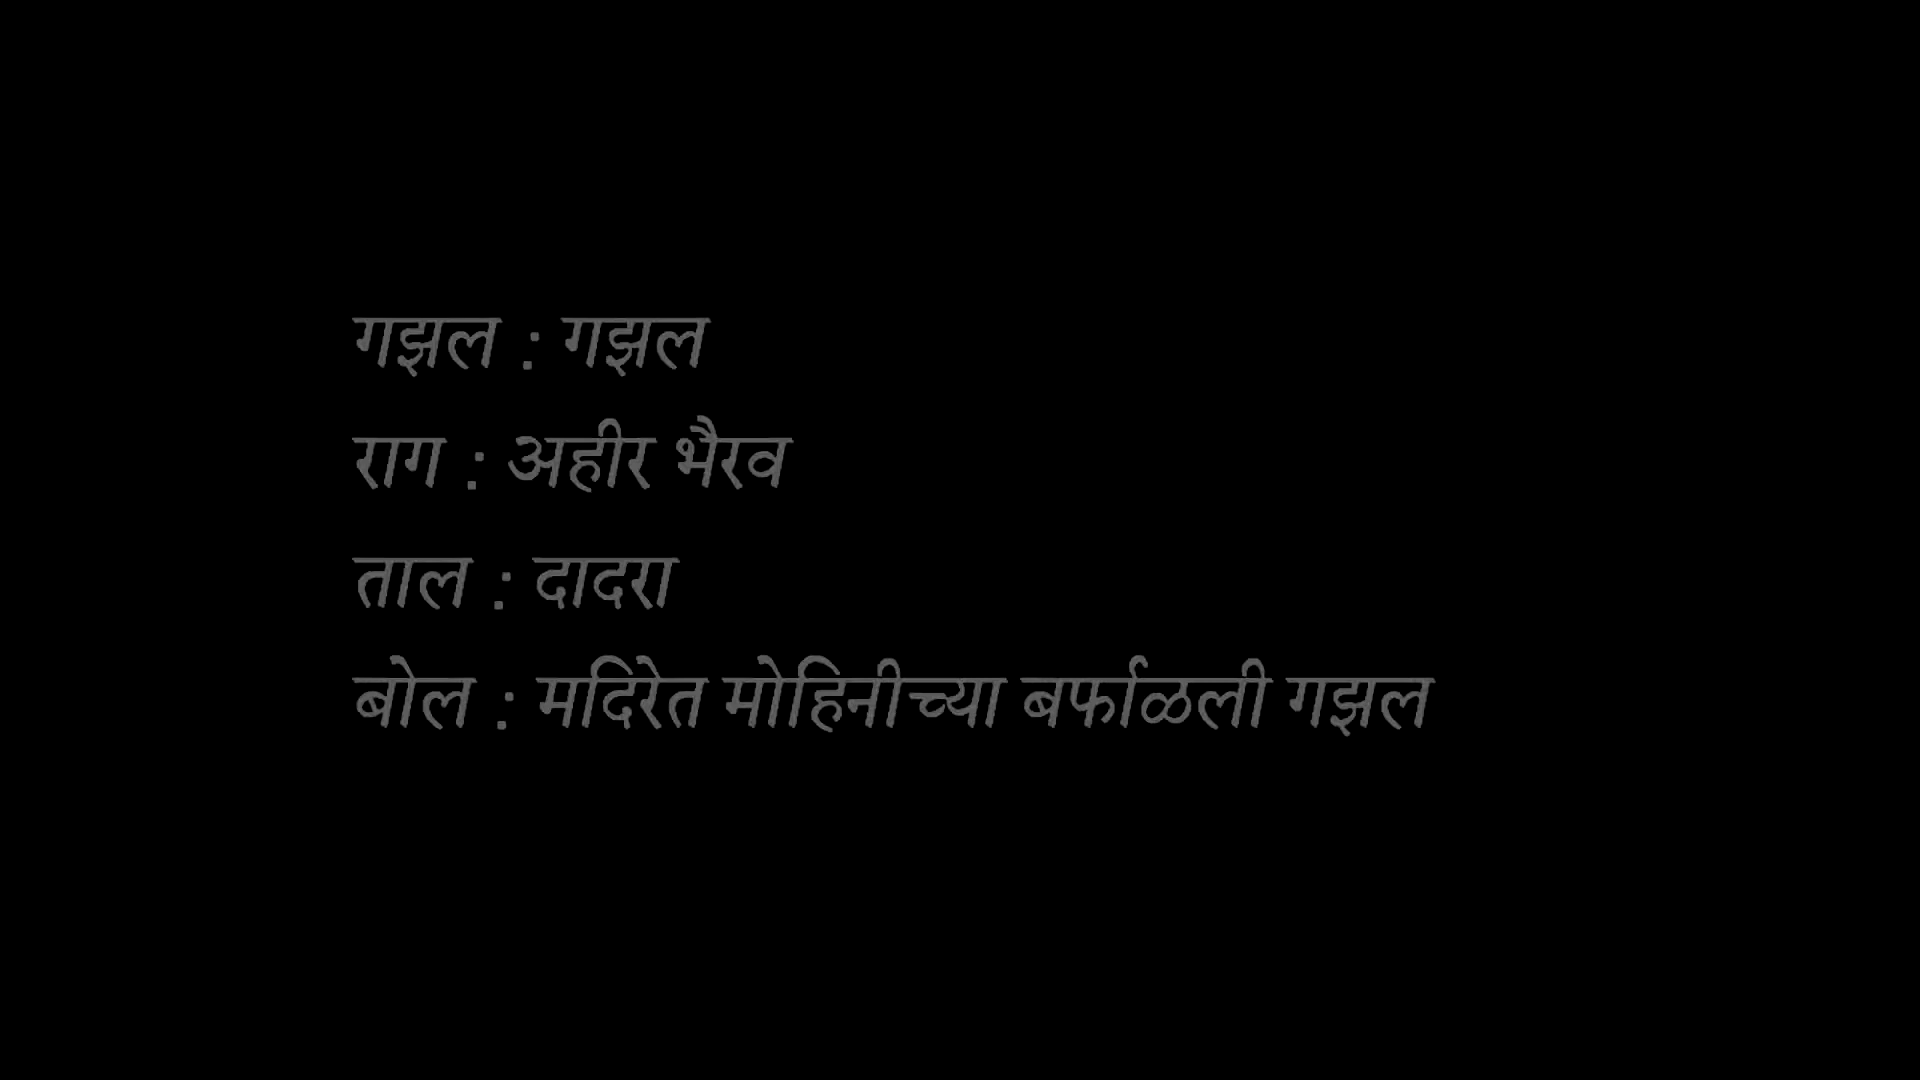 गझल : गझल
राग : अहीर भैरव
ताल : दादरा
बोल : मदिरेत मोहिनीच्या बर्फाळली गझल